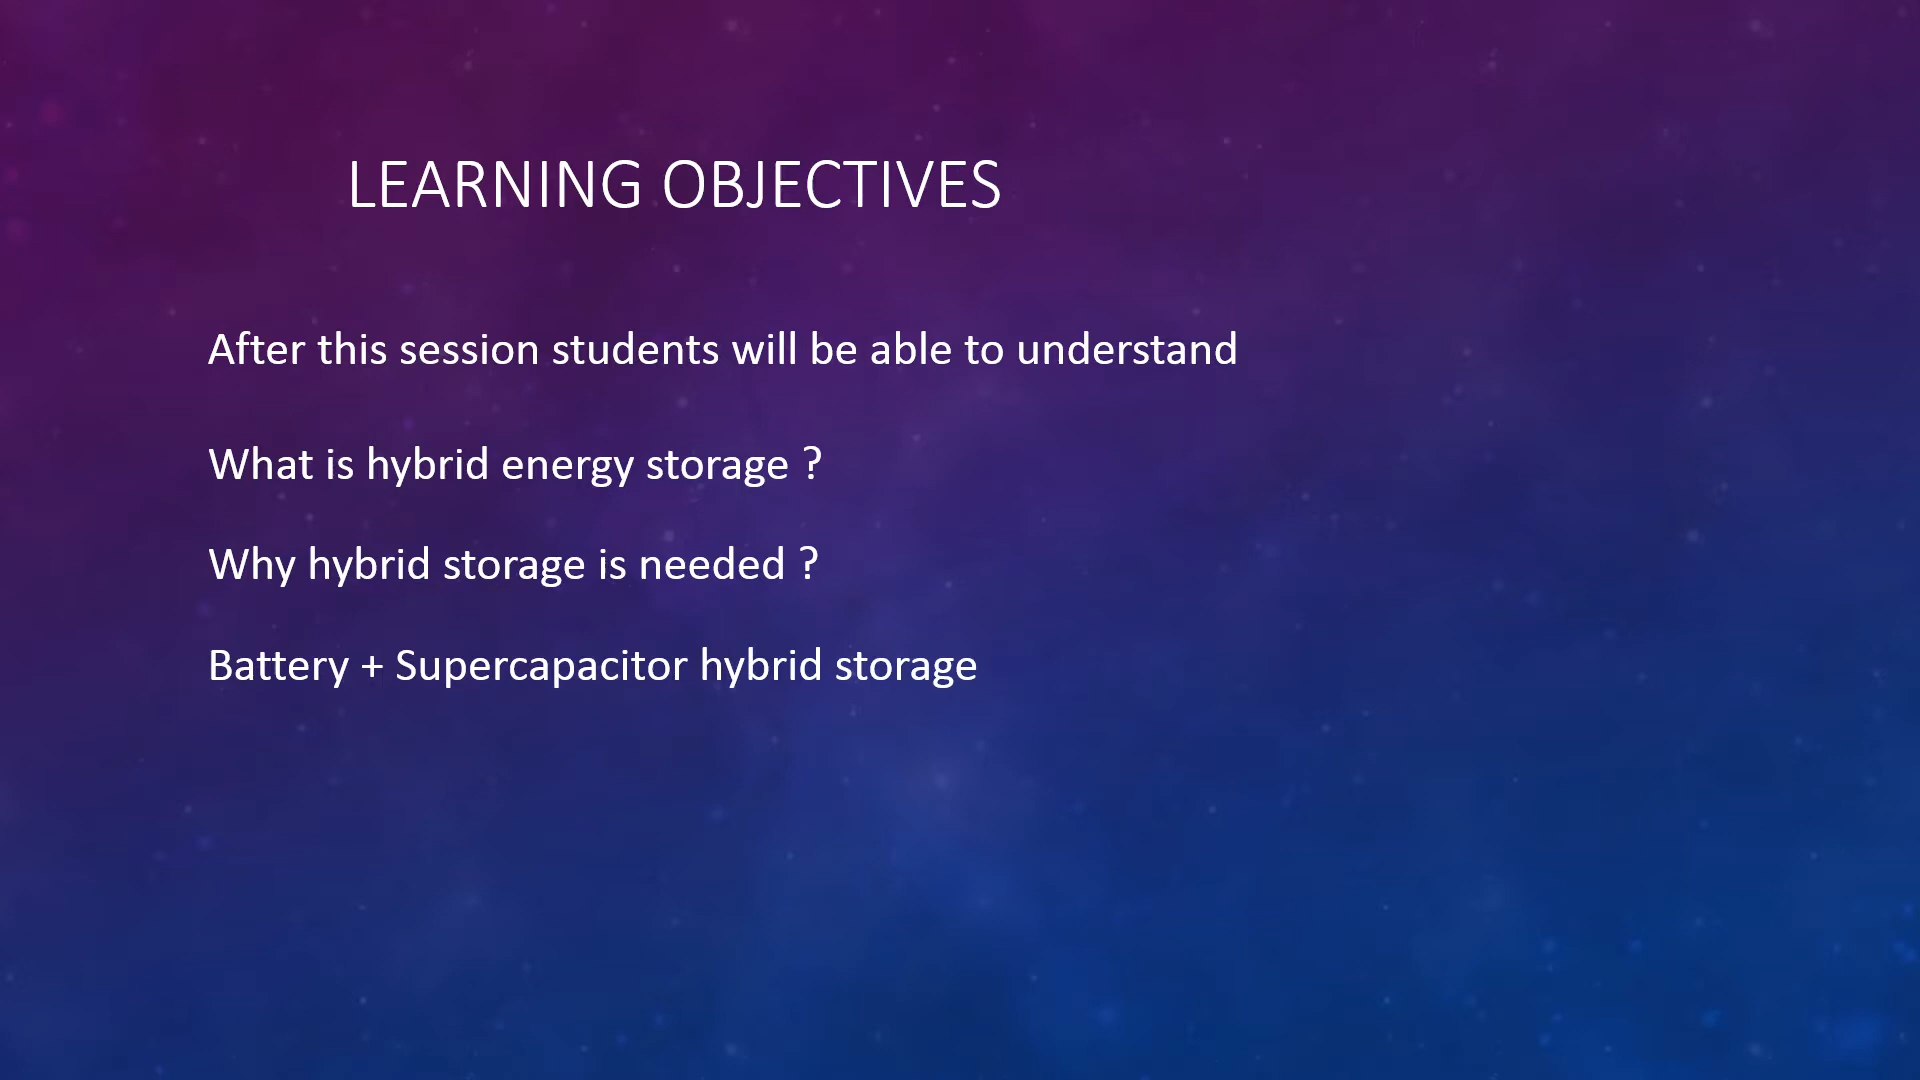 LEARNING OBJECTIVES
After this session students will be able to understand
What is hybrid energy storage ?
Why hybrid storage is needed ?
Battery + Supercapacitor hybrid storage